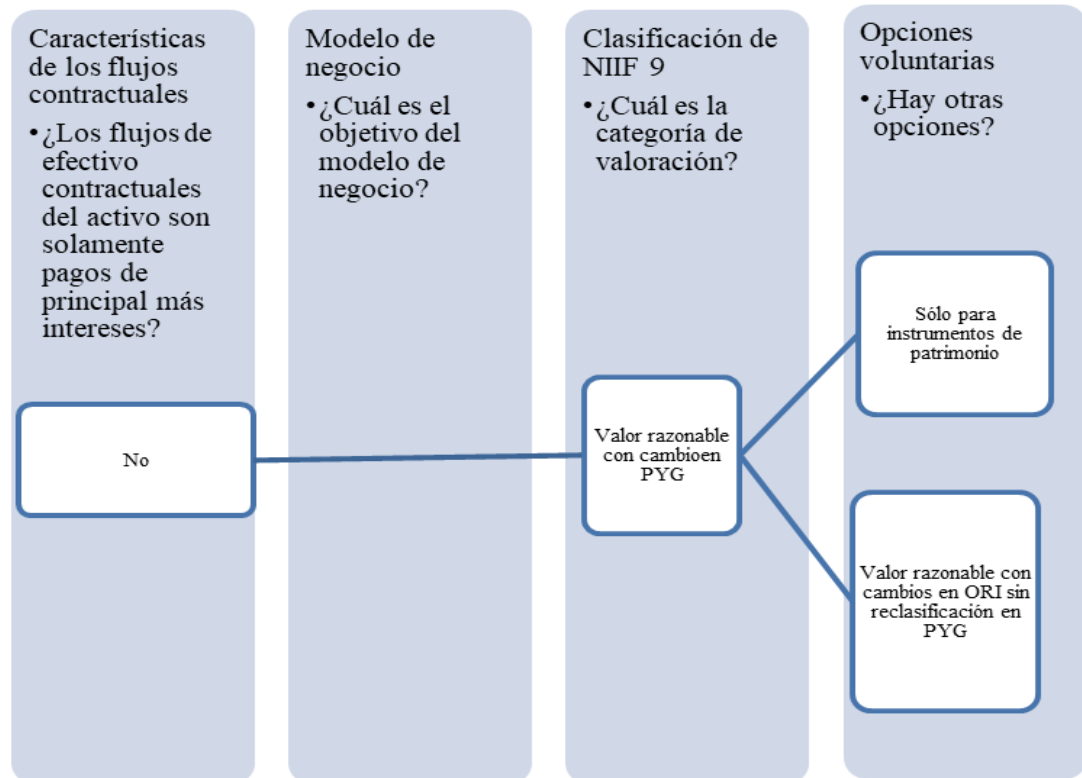 Características
de los flujos
contractuales
•¿Los flujos de
efectivo
contractuales
del activo son
solamente
pagos de
principal más
intereses?
Modelo de
negocio
•¿Cuál es el
objetivo del
modelo de
negocio?
Clasificación de
NIIF 9
•¿Cuál es la
categoría de
valoración?
Opciones
voluntarias
•¿Hay otras
opciones?
No
Valor razonable
con cambioen
PYG
Sólo para
instrumentos de
patrimonio
Valor razonable con
cambios en ORI sin
reclasificación en
PYG